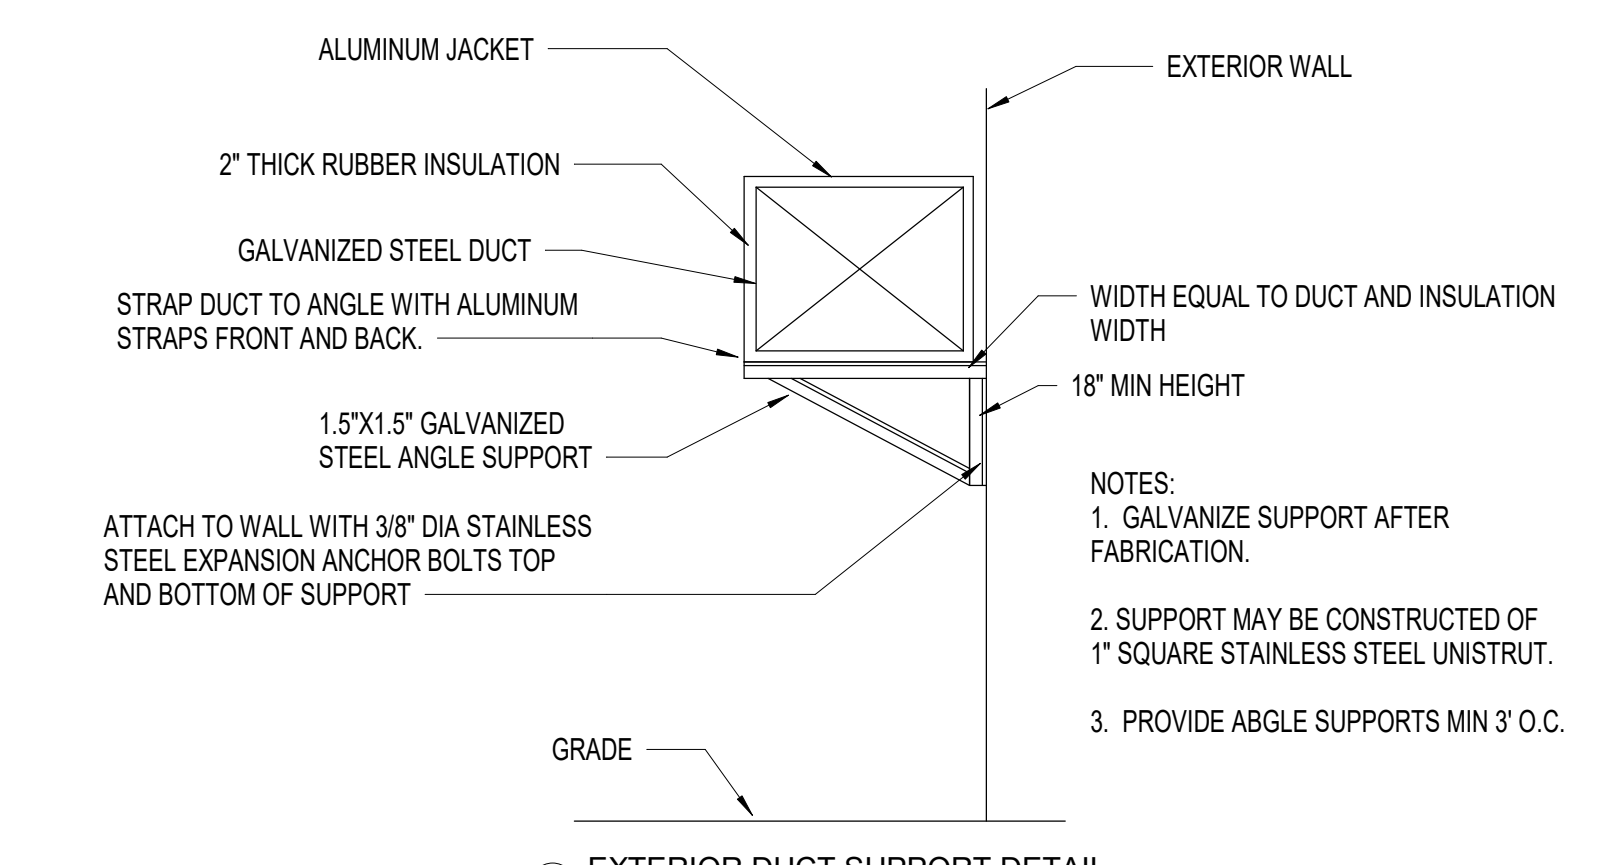 ALUMINUM JACKET
EXTERIOR WALL
2" THICK RUBBER INSULATION
GALVANIZED STEEL DUCT
STRAP DUCT TO ANGLE WITH ALUMINUM
STRAPS FRONT AND BACK.
WIDTH EQUAL TO DUCT AND INSULATION
WIDTH
18" MIN HEIGHT
1.5"X1.5" GALVANIZED
STEEL ANGLE SUPPORT
ATTACH TO WALL WITH 3/8" DIA STAINLESS
STEEL EXPANSION ANCHOR BOLTS TOP
AND BOTTOM OF SUPPORT
NOTES:
1. GALVANIZE SUPPORT AFTER
FABRICATION.
2. SUPPORT MAY BE CONSTRUCTED OF
1" SQUARE STAINLESS STEEL UNISTRUT.
3. PROVIDE ABGLE SUPPORTS MIN 3' O.C.
GRADE
EXTERIOR DUCT SUPPORT DETAIL